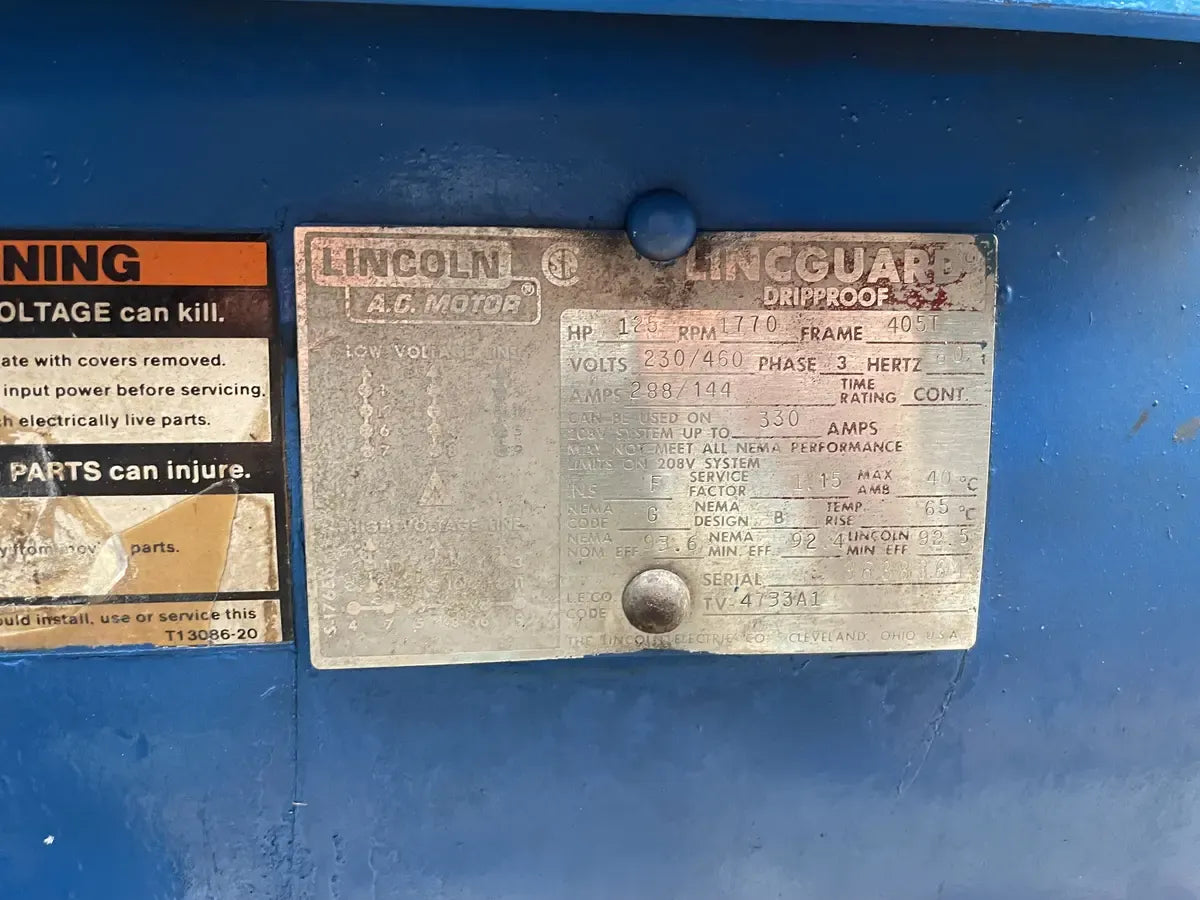 NING
OLTAGE can kill.
ate with covers removed.
input power before servicing,
h electrically live parts.
PARTS can injure.
parts.
ould install, use or service this
T13086-20
LINCOLN
A.C. MOTOR®
LINCGUARD®
DRIPPROOF
HP 125 RPM 1770 FRAME 405T
VOLTS 230/460 PHASE 3 HERTZ 60
AMPS 288/144 TIME RATING CONT.
CAN BE USED ON 208V SYSTEM UP TO 330 AMPS
MAY NOT MEET ALL NEMA PERFORMANCE
LIMITS ON 208V SYSTEM
INS F SERVICE FACTOR 1.15 MAX AMB 40 °C
NEMA CODE G NEMA DESIGN B TEMP RISE 65 °C
NEMA NOM EFF 93.6 NEMA MIN. EFF. 92.4 LINCOLN MIN EFF 92.5
SERIAL
LECO CODE TV 4733A1
THE LINCOLN ELECTRIC CO. CLEVELAND, OHIO U.S.A.
LOW VOLT
HIGH VOLTAGE LINE